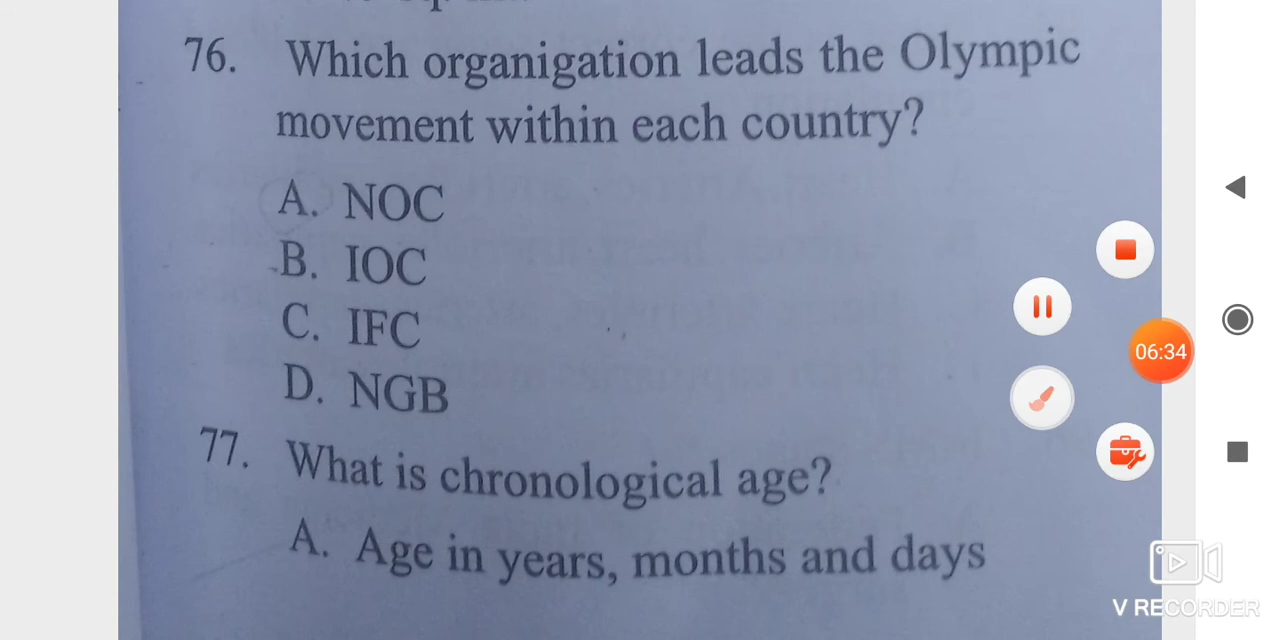 76. Which organigation leads the Olympic
movement within each country?
A. NOC
B. IOC
C. IFC
D. NGB
77. What is chronological age?
A. Age in years, months and days
06:34
V RECORDER